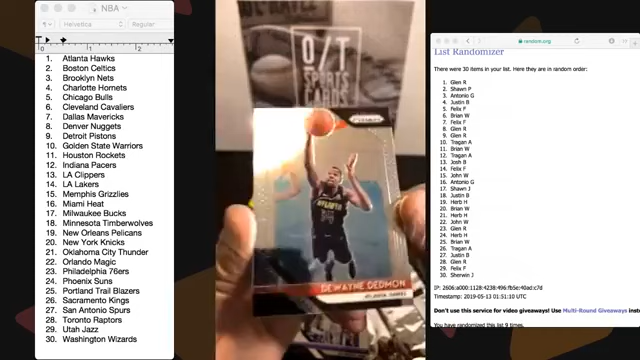 NBA
Helvetica
Regular
0
1
2
1. Atlanta Hawks
2. Boston Celtics
3. Brooklyn Nets
4. Charlotte Hornets
5. Chicago Bulls
6. Cleveland Cavaliers
7. Dallas Mavericks
8. Denver Nuggets
9. Detroit Pistons
10. Golden State Warriors
11. Houston Rockets
12. Indiana Pacers
13. LA Clippers
14. LA Lakers
15. Memphis Grizzlies
16. Miami Heat
17. Milwaukee Bucks
18. Minnesota Timberwolves
19. New Orleans Pelicans
20. New York Knicks
21. Oklahoma City Thunder
22. Orlando Magic
23. Philadelphia 76ers
24. Phoenix Suns
25. Portland Trail Blazers
26. Sacramento Kings
27. San Antonio Spurs
28. Toronto Raptors
29. Utah Jazz
30. Washington Wizards
O/T
SPORTS
CARDS
PRIZM
ATLANTA
DEWAYNE DEDMON
ATLANTA HAWKS
random.org
List Randomizer
There were 30 items in your list. Here they are in random order:
1. Glen R
2. Shawn P
3. Antonio G
4. Justin B
5. Felix F
6. Brian W
7. Felix F
8. Glen R
9. Glen R
10. Tragan A
11. Brian W
12. Tragan A
13. Josh B
14. Felix F
15. John W
16. Antonio G
17. Shawn J
18. Justin B
19. Herb H
20. Brian W
21. Herb H
22. John W
23. Glen R
24. Herb H
25. Brian W
26. Tragan A
27. Justin B
28. Glen R
29. Felix F
30. Sherwin J
Timestamp: 2019-05-13 01:51:10 UTC
Don't use this service for video giveaways! Use Multi-Round Giveaways
You have randomized this list 9 times.